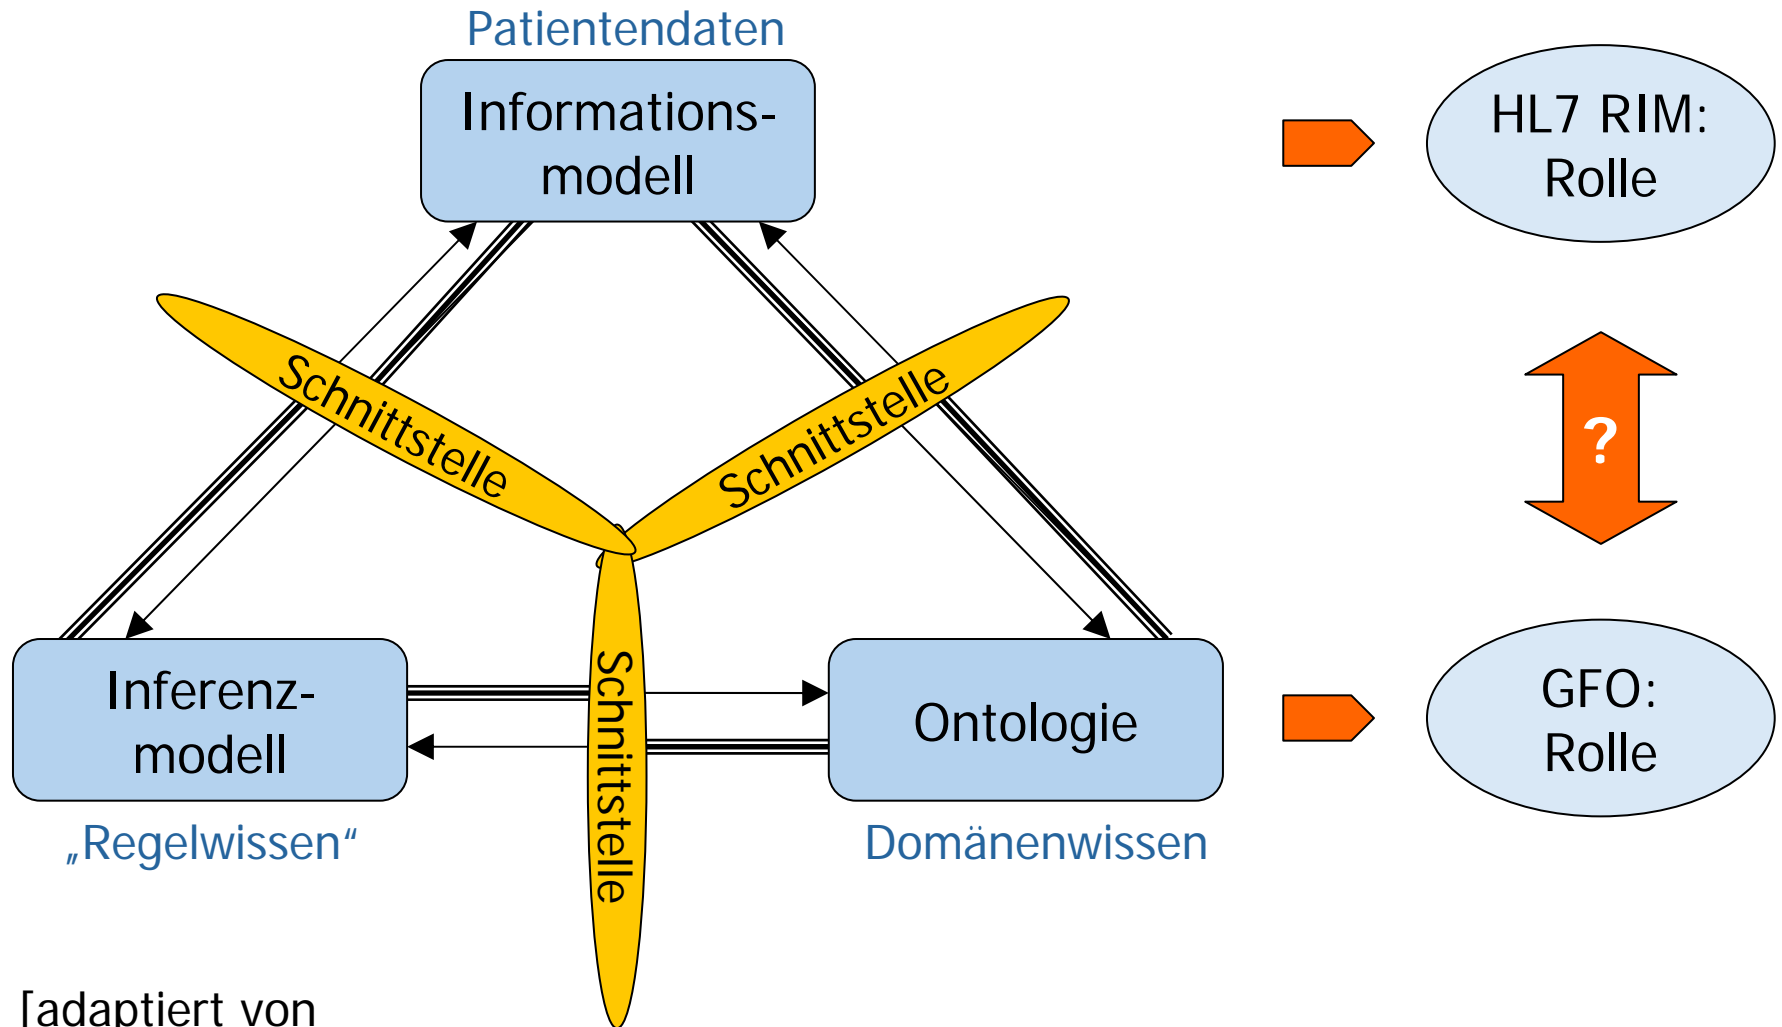 Patientendaten
Informations-
modell
HL7 RIM:
Rolle
Schnittstelle
Schnittstelle
?
Schnittstelle
Inferenz-
modell
Ontologie
GFO:
Rolle
„Regelwissen“
Domänenwissen
[adaptiert von